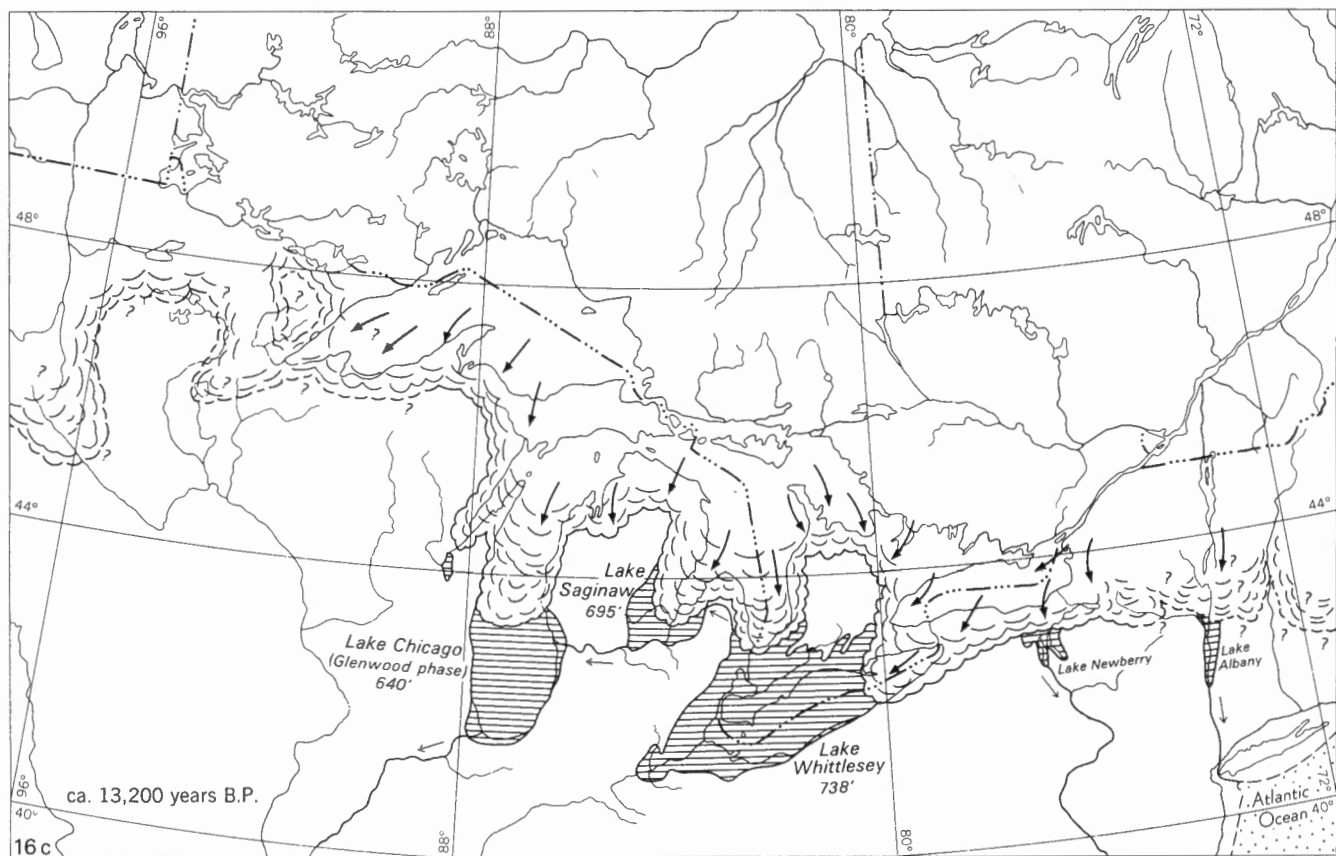 96°
88°
80°
72°
48°
48°
?
?
?
?
?
?
?
?
44°
44°
Lake
Saginaw
695'
Lake Chicago
(Glenwood phase)
640'
Lake Newberry
Lake
Albany
?
?
?
?
?
?
?
?
Lake
Whittlesey
738'
ca. 13,200 years B.P.
96°
40°
88°
80°
72°
40°
Atlantic
Ocean
16 c